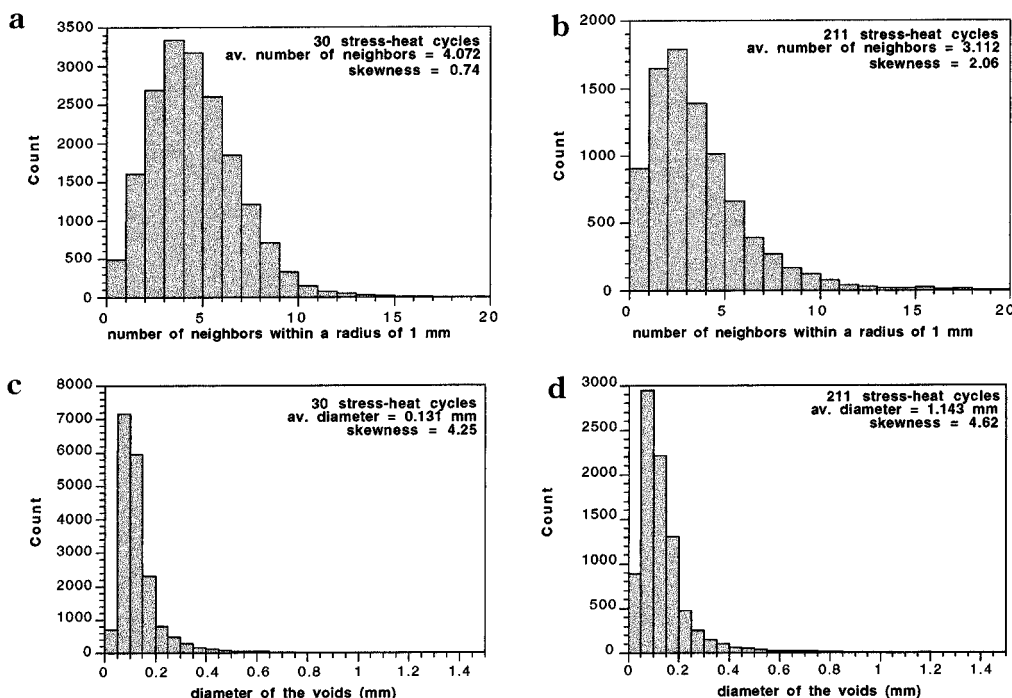 a
30 stress-heat cycles
av. number of neighbors = 4.072
skewness = 0.74
Count
3500
3000
2500
2000
1500
1000
500
0
0 5 10 15 20
number of neighbors within a radius of 1 mm
b
211 stress-heat cycles
av. number of neighbors = 3.112
skewness = 2.06
Count
2000
1500
1000
500
0
0 5 10 15 20
number of neighbors within a radius of 1 mm
c
30 stress-heat cycles
av. diameter = 0.131 mm
skewness = 4.25
Count
8000
7000
6000
5000
4000
3000
2000
1000
0
0 0.2 0.4 0.6 0.8 1 1.2 1.4
diameter of the voids (mm)
d
211 stress-heat cycles
av. diameter = 1.143 mm
skewness = 4.62
Count
3000
2500
2000
1500
1000
500
0
0 0.2 0.4 0.6 0.8 1 1.2 1.4
diameter of the voids (mm)